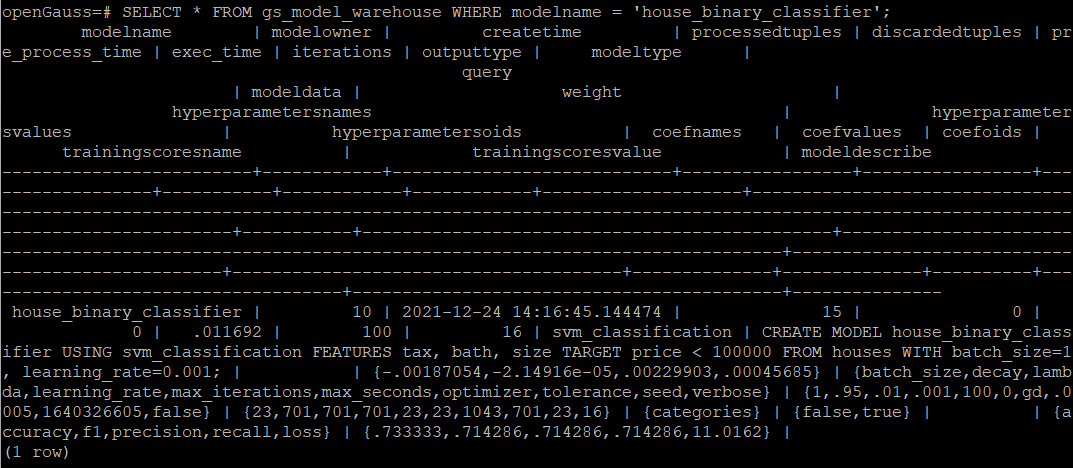 openGauss=# SELECT * FROM gs_model_warehouse WHERE modelname = 'house_binary_classifier';
        modelname        | modelowner |         createtime         | processedtuples | discardedtuples | pr
e_process_time | exec_time | iterations | outputtype |     modeltype      |
                                              query
                       | modeldata |                    weight                     |
                 hyperparametersnames                                         |              hyperparameter
svalues               |          hyperparametersoids          |  coefnames   |  coefvalues  | coefoids |
      trainingscoresname          |            trainingscoresvalue            | modeldescribe
-------------------------+------------+----------------------------+-----------------+-----------------+---
---------------+-----------+------------+------------+--------------------+--------------------------------
-----------------------------------------------------------------------------------------------------------
-----------------------+-----------+-----------------------------------------------+-----------------------
------------------------------------------------------------------------------+----------------------------
----------------------+---------------------------------------+--------------+--------------+----------+---
----------------------------------+-------------------------------------------+---------------
 house_binary_classifier |         10 | 2021-12-24 14:16:45.144474 |              15 |               0 |
             0 |   .011692 |        100 |         16 | svm_classification | CREATE MODEL house_binary_class
ifier USING svm_classification FEATURES tax, bath, size TARGET price < 100000 FROM houses WITH batch_size=1
, learning_rate=0.001; |           | {-.00187054,-2.14916e-05,.00229903,.00045685} | {batch_size,decay,lamb
da,learning_rate,max_iterations,max_seconds,optimizer,tolerance,seed,verbose} | {1,.95,.01,.001,100,0,gd,.0
005,1640326605,false} | {23,701,701,701,23,23,1043,701,23,16} | {categories} | {false,true} |          | {a
ccuracy,f1,precision,recall,loss} | {.733333,.714286,.714286,.714286,11.0162} |
(1 row)